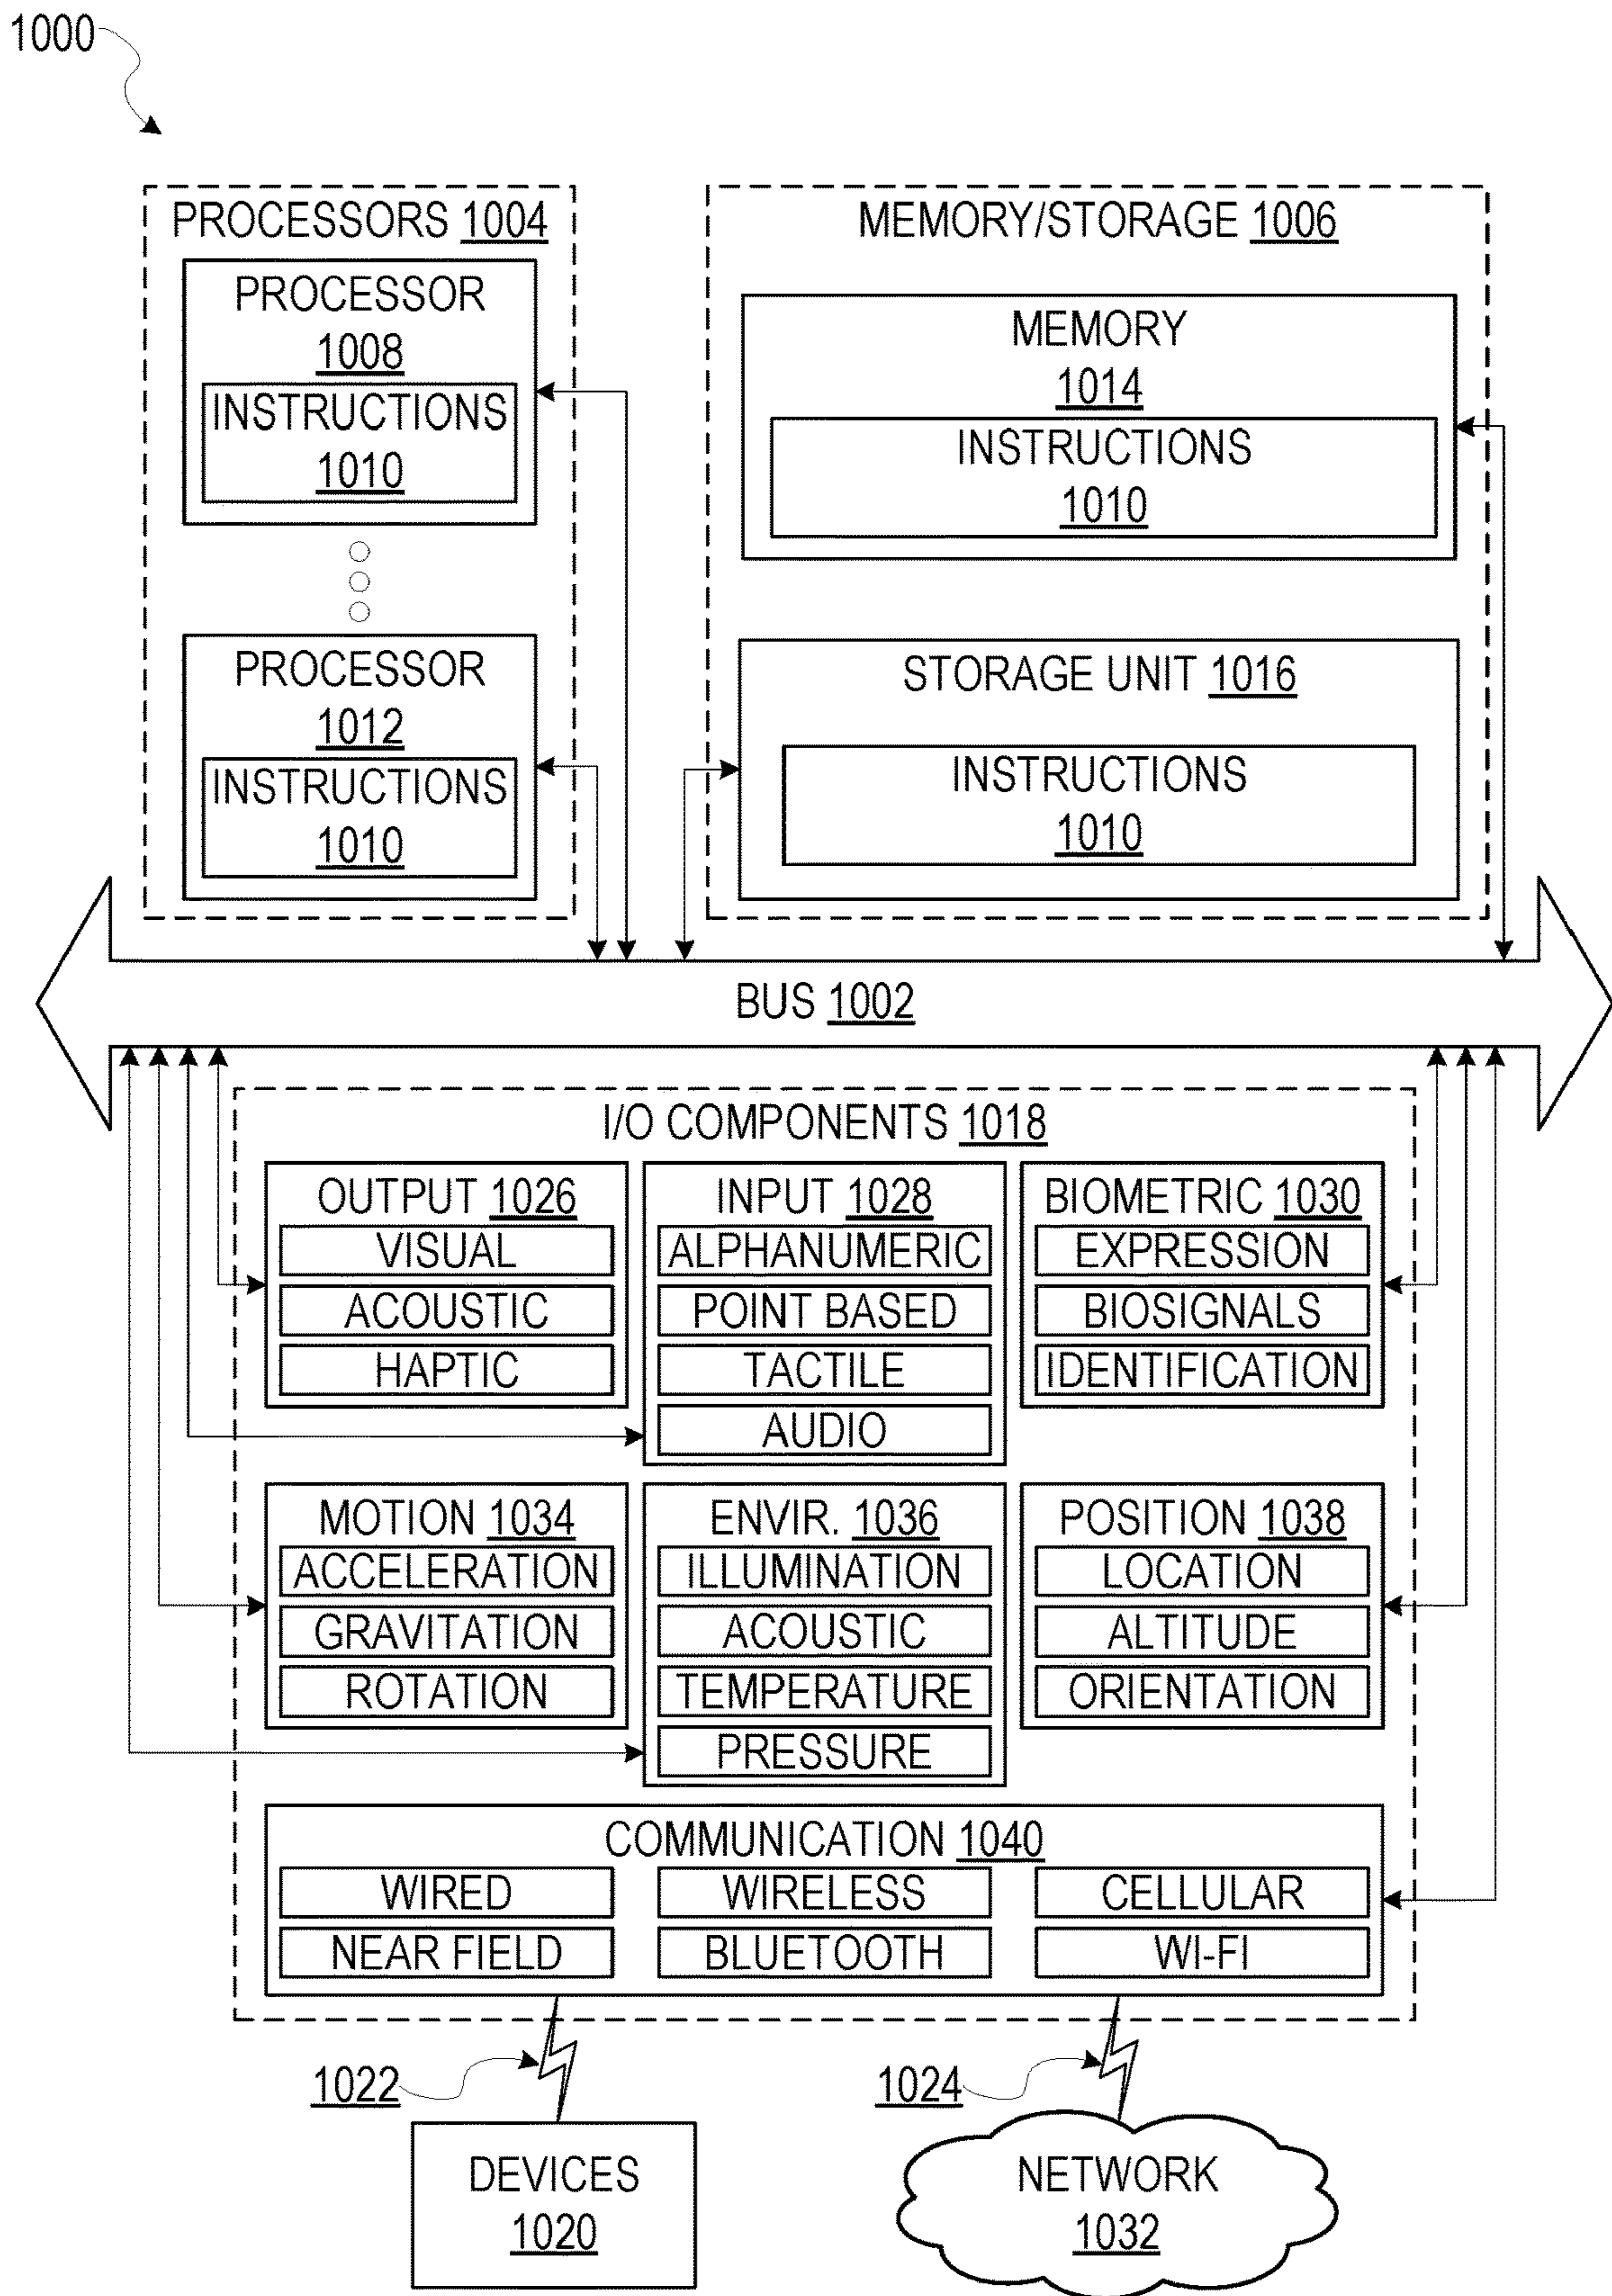 1000
PROCESSORS 1004
PROCESSOR
1008
INSTRUCTIONS
1010
PROCESSOR
1012
INSTRUCTIONS
1010
MEMORY/STORAGE 1006
MEMORY
1014
INSTRUCTIONS
1010
STORAGE UNIT 1016
INSTRUCTIONS
1010
BUS 1002
I/O COMPONENTS 1018
OUTPUT 1026
VISUAL
ACOUSTIC
HAPTIC
INPUT 1028
ALPHANUMERIC
POINT BASED
TACTILE
AUDIO
BIOMETRIC 1030
EXPRESSION
BIOSIGNALS
IDENTIFICATION
MOTION 1034
ACCELERATION
GRAVITATION
ROTATION
ENVIR. 1036
ILLUMINATION
ACOUSTIC
TEMPERATURE
PRESSURE
POSITION 1038
LOCATION
ALTITUDE
ORIENTATION
COMMUNICATION 1040
WIRED
WIRELESS
CELLULAR
NEAR FIELD
BLUETOOTH
WI-FI
1022
1024
DEVICES
1020
NETWORK
1032